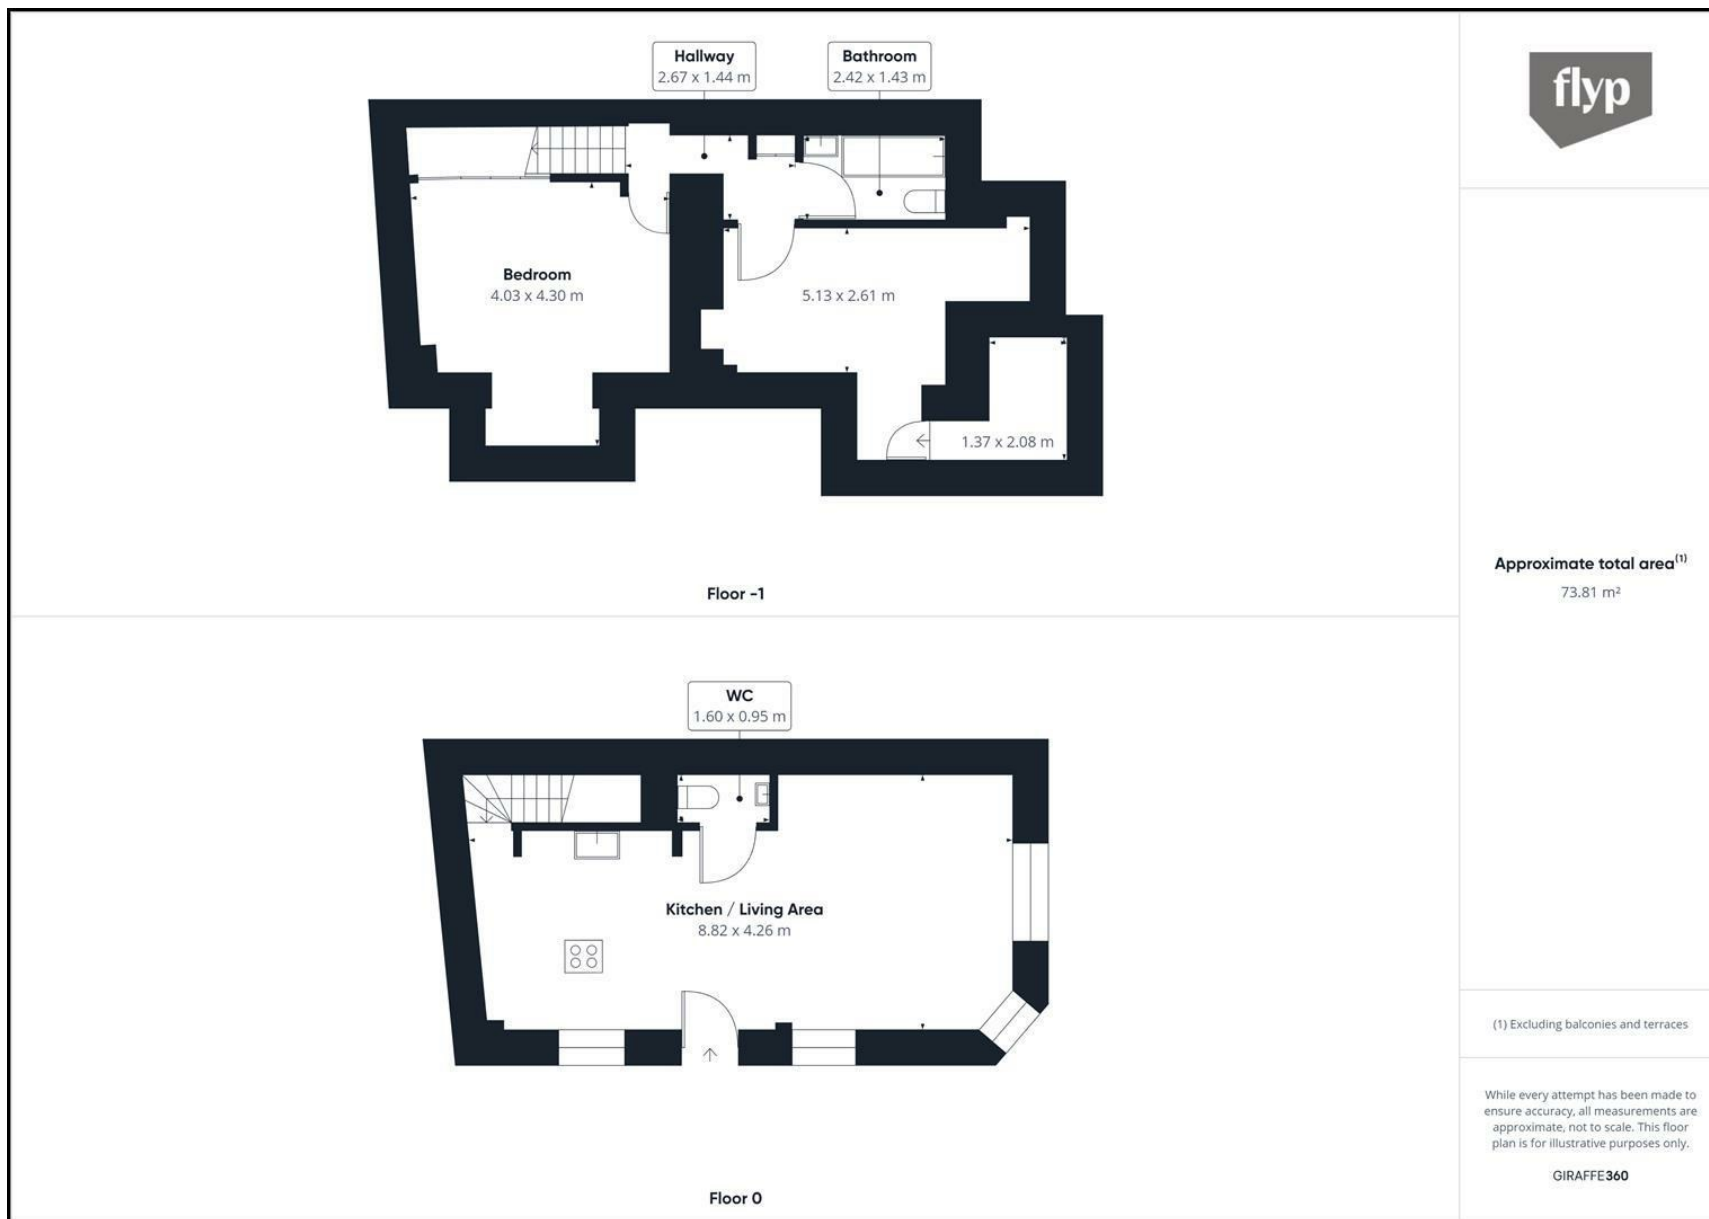 Hallway
2.67 x 1.44 m
Bathroom
2.42 x 1.43 m
Bedroom
4.03 x 4.30 m
5.13 x 2.61 m
1.37 x 2.08 m
Floor -1
WC
1.60 x 0.95 m
Kitchen / Living Area
8.82 x 4.26 m
Floor 0
flyp
Approximate total area(1)
73.81 m²
(1) Excluding balconies and terraces
While every attempt has been made to
ensure accuracy, all measurements are
approximate, not to scale. This floor
plan is for illustrative purposes only.
GIRAFFE360